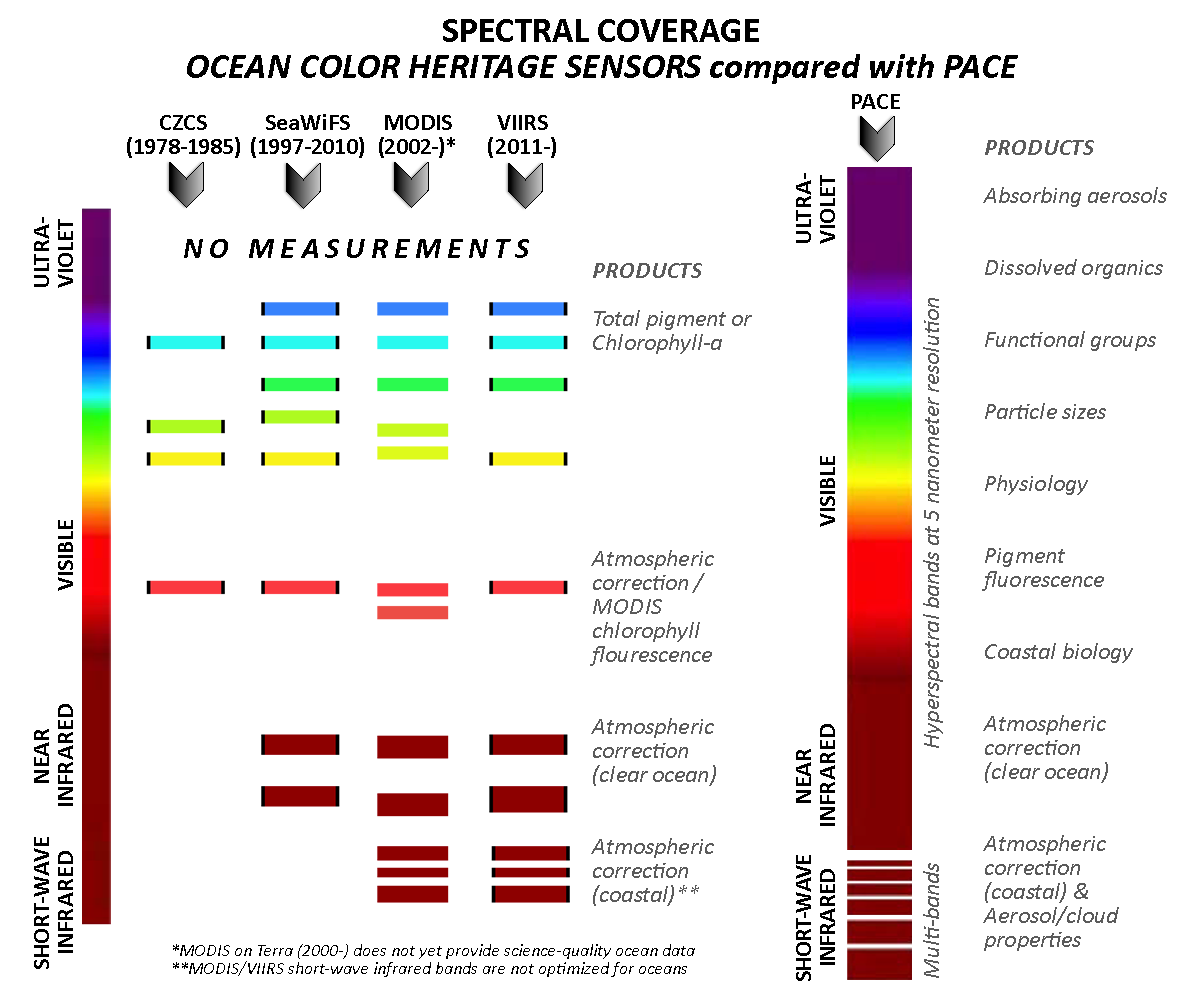 SPECTRAL COVERAGE
OCEAN COLOR HERITAGE SENSORS compared with PACE
CZCS
(1978-1985)
SeaWiFS
(1997-2010)
MODIS
(2002-)*
VIIRS
(2011-)
ULTRA-
VIOLET
VISIBLE
NEAR
INFRARED
SHORT-WAVE
INFRARED
NO MEASUREMENTS
PRODUCTS
Total pigment or
Chlorophyll-a
Atmospheric
correction /
MODIS
chlorophyll
flourescence
Atmospheric
correction
(clear ocean)
Atmospheric
correction
(coastal)**
*MODIS on Terra (2000-) does not yet provide science-quality ocean data
**MODIS/VIIRS short-wave infrared bands are not optimized for oceans
PACE
ULTRA-
VIOLET
VISIBLE
NEAR
INFRARED
SHORT-WAVE
INFRARED
Hyperspectral bands at 5 nanometer resolution
Multi-bands
PRODUCTS
Absorbing aerosols
Dissolved organics
Functional groups
Particle sizes
Physiology
Pigment
fluorescence
Coastal biology
Atmospheric
correction
(clear ocean)
Atmospheric
correction
(coastal) &
Aerosol/cloud
properties